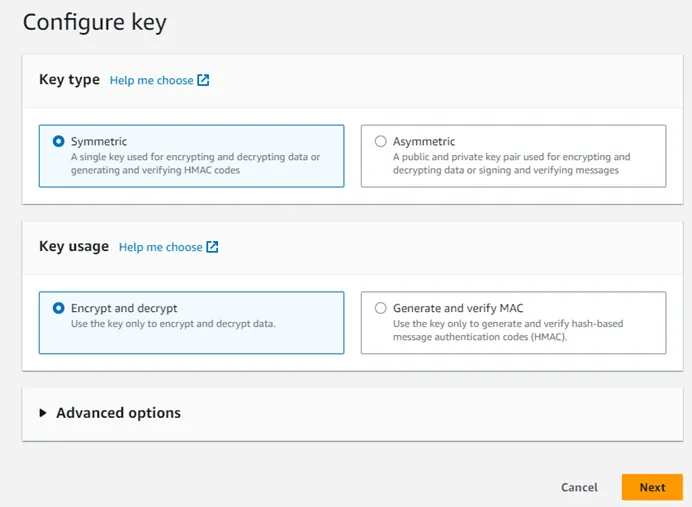 Configure key
Key type Help me choose
Symmetric
A single key used for encrypting and decrypting data or
generating and verifying HMAC codes
Asymmetric
A public and private key pair used for encrypting and
decrypting data or signing and verifying messages
Key usage Help me choose
Encrypt and decrypt
Use the key only to encrypt and decrypt data.
Generate and verify MAC
Use the key only to generate and verify hash-based
message authentication codes (HMAC).
Advanced options
Cancel Next